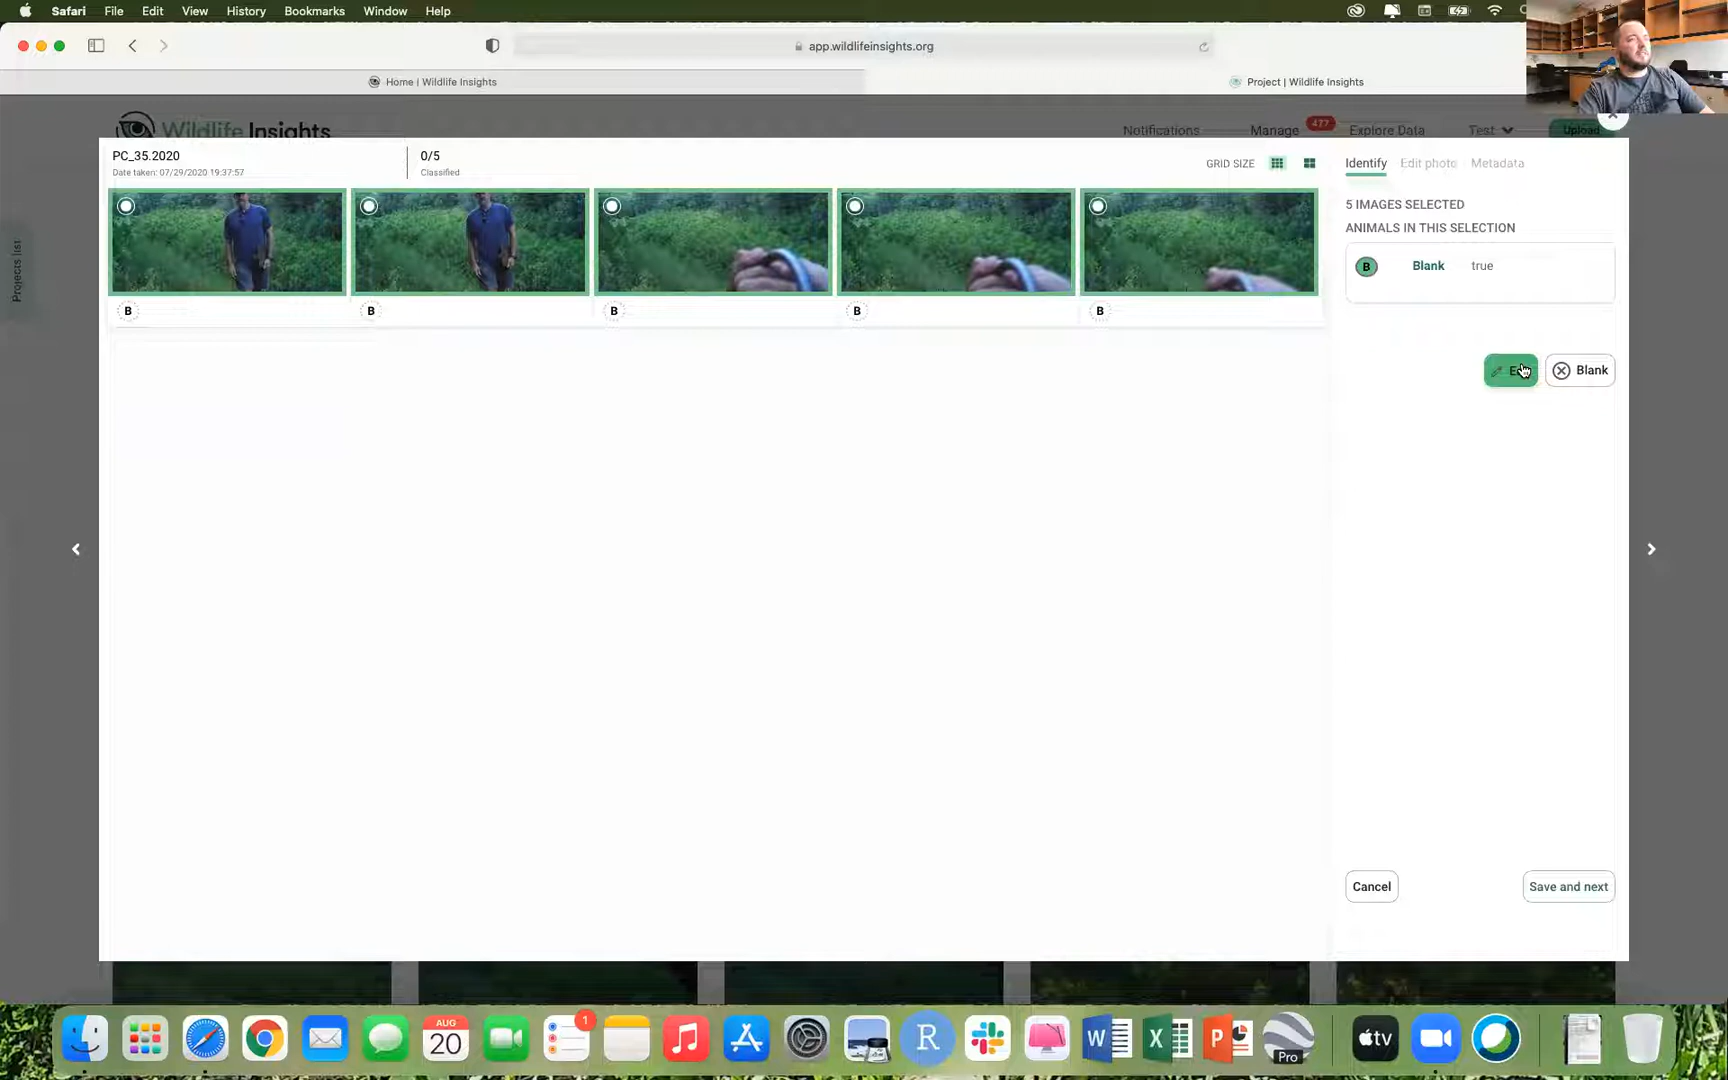 Safari File Edit View History Bookmarks Window Help
app.wildlifeinsights.org
Home | Wildlife Insights
Project | Wildlife Insights
Wildlife Insights
Notifications Manage 477 Explore Data Test Upload
Projects list
PC_35.2020
Date taken: 07/29/2020 19:37:57
0/5
Classified
GRID SIZE
Identify Edit photo Metadata
5 IMAGES SELECTED
ANIMALS IN THIS SELECTION
B Blank true
B B B B B
Blank
Cancel
Save and next
AUG
20
1
R
W
X
P
Pro
tv